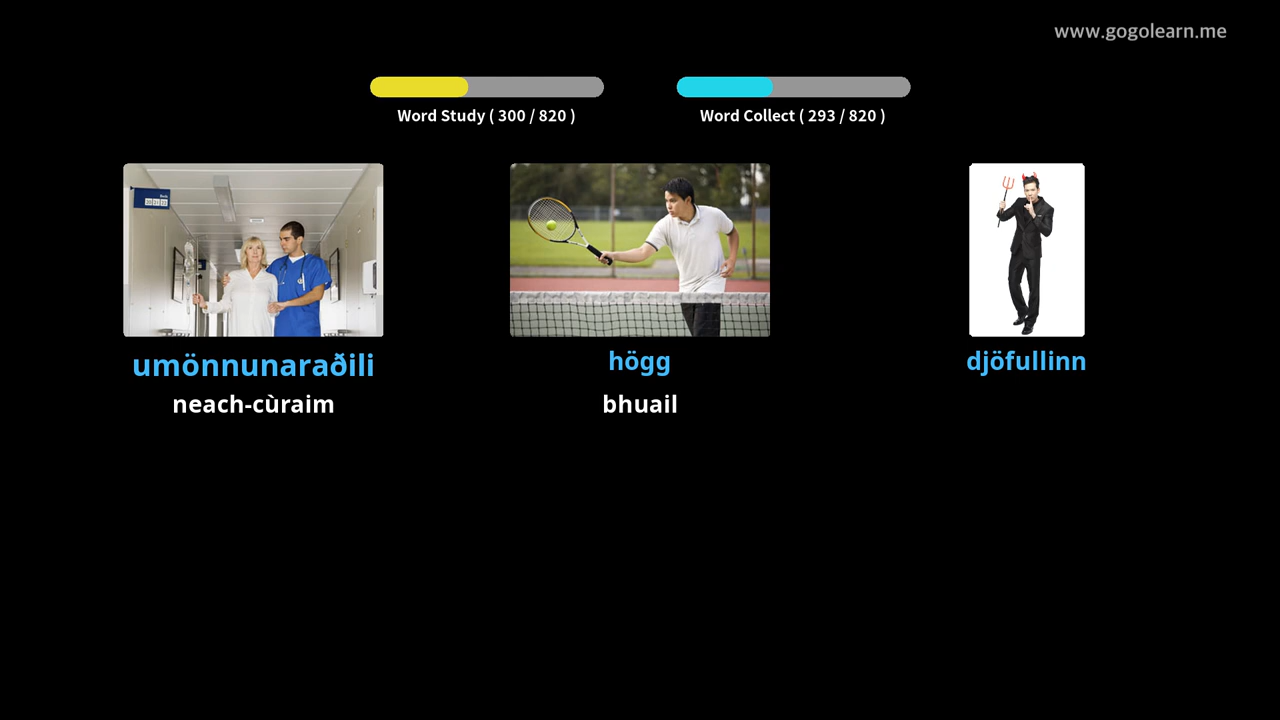 www.gogolearn.me
Word Study ( 300 / 820 )
Word Collect ( 293 / 820 )
umönnunaraðili
högg
djöfullinn
neach-cùraim
bhuail